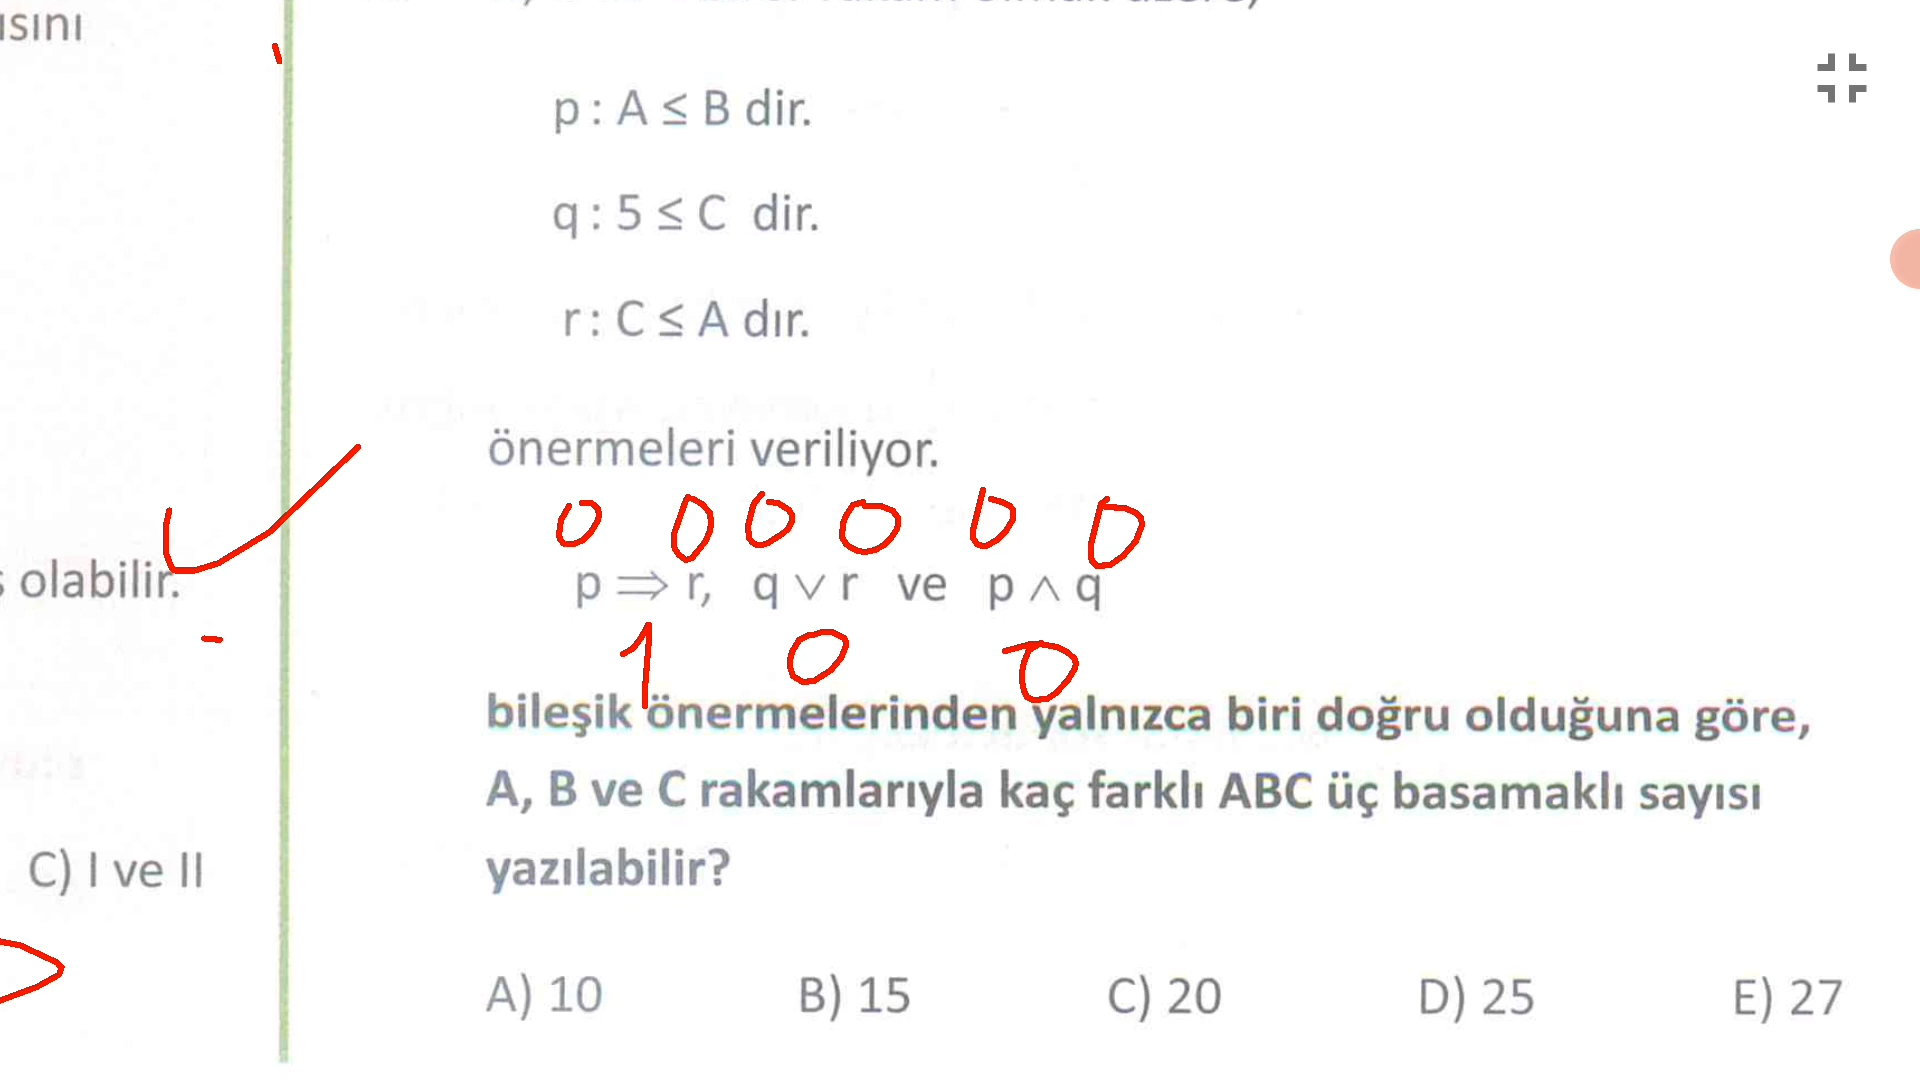 ısını
p : A ≤ B dir.
q : 5 ≤ C dir.
r : C ≤ A dır.
önermeleri veriliyor.
0 0 0 0 0 0
p ⇒ r, q ∨ r ve p ∧ q
1 0 0
bileşik önermelerinden yalnızca biri doğru olduğuna göre,
A, B ve C rakamlarıyla kaç farklı ABC üç basamaklı sayısı
yazılabilir?
A) 10 B) 15 C) 20 D) 25 E) 27
olabilir.
C) I ve II